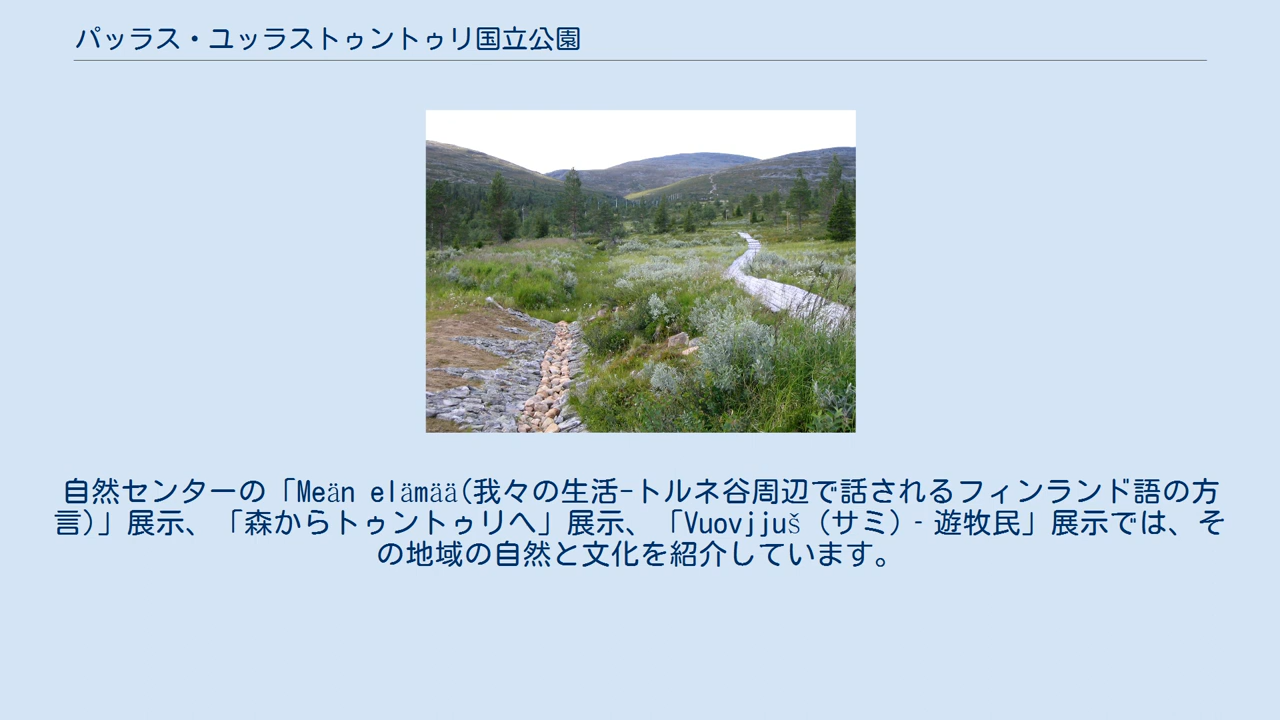 パッラス・ユッラストゥントゥリ国立公園
自然センターの「Meän elämää(我々の生活-トルネ谷周辺で話されるフィンランド語の方
言)」展示、「森からトゥントゥリへ」展示、「Vuovjjuš (サミ) - 遊牧民」展示では、そ
の地域の自然と文化を紹介しています。